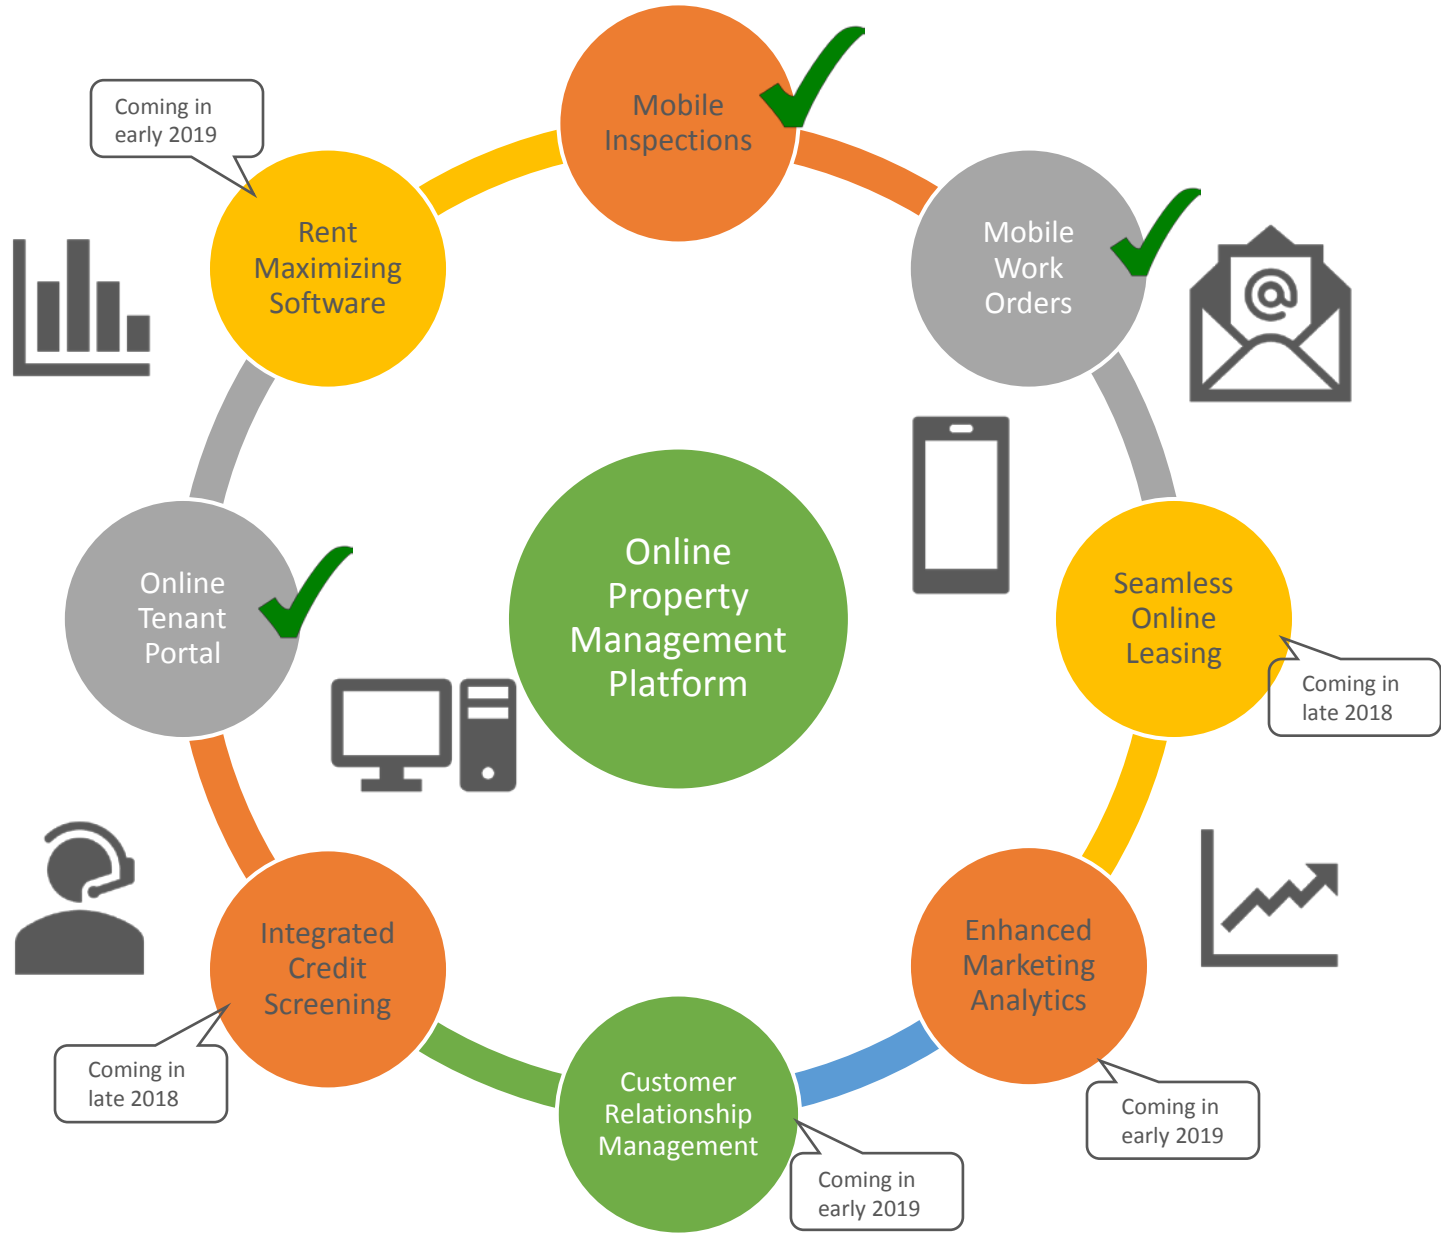 Mobile
Inspections
Coming in
early 2019
Rent
Maximizing
Software
Mobile
Work
Orders
@
Online
Property
Management
Platform
Online
Tenant
Portal
Seamless
Online
Leasing
Coming in
late 2018
Integrated
Credit
Screening
Coming in
late 2018
Enhanced
Marketing
Analytics
Coming in
early 2019
Customer
Relationship
Management
Coming in
early 2019